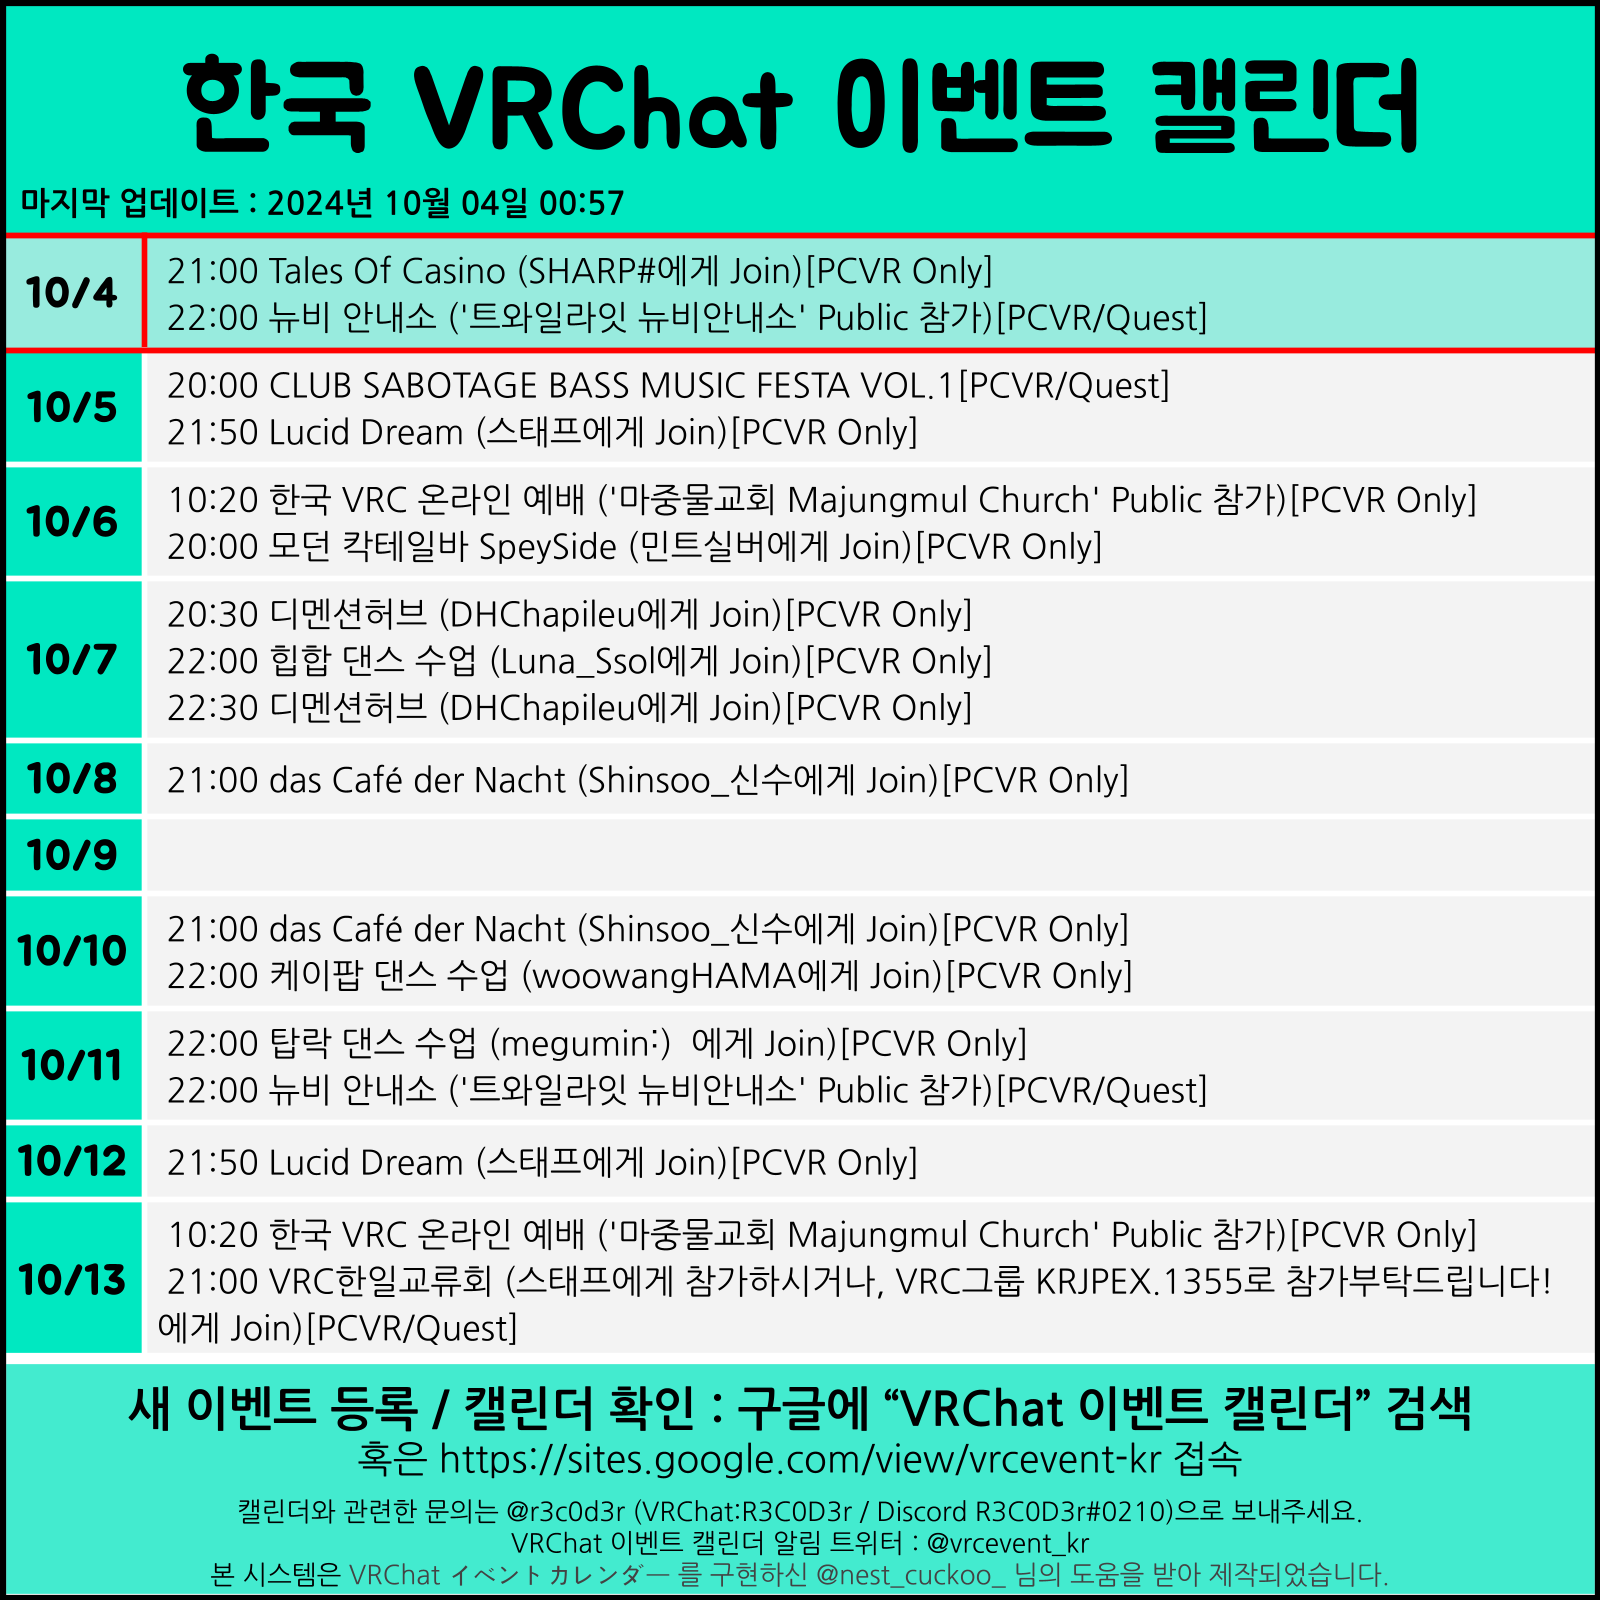 한국 VRChat 이벤트 캘린더
마지막 업데이트 : 2024년 10월 04일 00:57
10/4
21:00 Tales Of Casino (SHARP#에게 Join)[PCVR Only]
22:00 뉴비 안내소 ('트와일라잇 뉴비안내소' Public 참가)[PCVR/Quest]
10/5
20:00 CLUB SABOTAGE BASS MUSIC FESTA VOL.1[PCVR/Quest]
21:50 Lucid Dream (스태프에게 Join)[PCVR Only]
10/6
10:20 한국 VRC 온라인 예배 ('마중물교회 Majungmul Church' Public 참가)[PCVR Only]
20:00 모던 칵테일바 SpeySide (민트실버에게 Join)[PCVR Only]
10/7
20:30 디멘션허브 (DHChapileu에게 Join)[PCVR Only]
22:00 힙합 댄스 수업 (Luna_Ssol에게 Join)[PCVR Only]
22:30 디멘션허브 (DHChapileu에게 Join)[PCVR Only]
10/8
21:00 das Café der Nacht (Shinsoo_신수에게 Join)[PCVR Only]
10/9
10/10
21:00 das Café der Nacht (Shinsoo_신수에게 Join)[PCVR Only]
22:00 케이팝 댄스 수업 (woowangHAMA에게 Join)[PCVR Only]
10/11
22:00 탑락 댄스 수업 (megumin:) 에게 Join)[PCVR Only]
22:00 뉴비 안내소 ('트와일라잇 뉴비안내소' Public 참가)[PCVR/Quest]
10/12
21:50 Lucid Dream (스태프에게 Join)[PCVR Only]
10/13
10:20 한국 VRC 온라인 예배 ('마중물교회 Majungmul Church' Public 참가)[PCVR Only]
21:00 VRC한일교류회 (스태프에게 참가하시거나, VRC그룹 KRJPEX.1355로 참가부탁드립니다!
에게 Join)[PCVR/Quest]
새 이벤트 등록 / 캘린더 확인 : 구글에 “VRChat 이벤트 캘린더” 검색
혹은 https://sites.google.com/view/vrcevent-kr 접속
캘린더와 관련한 문의는 @r3c0d3r (VRChat:R3C0D3r / Discord R3C0D3r#0210)으로 보내주세요.
VRChat 이벤트 캘린더 알림 트위터 : @vrcevent_kr
본 시스템은 VRChat イベントカレンダー 를 구현하신 @nest_cuckoo_ 님의 도움을 받아 제작되었습니다.